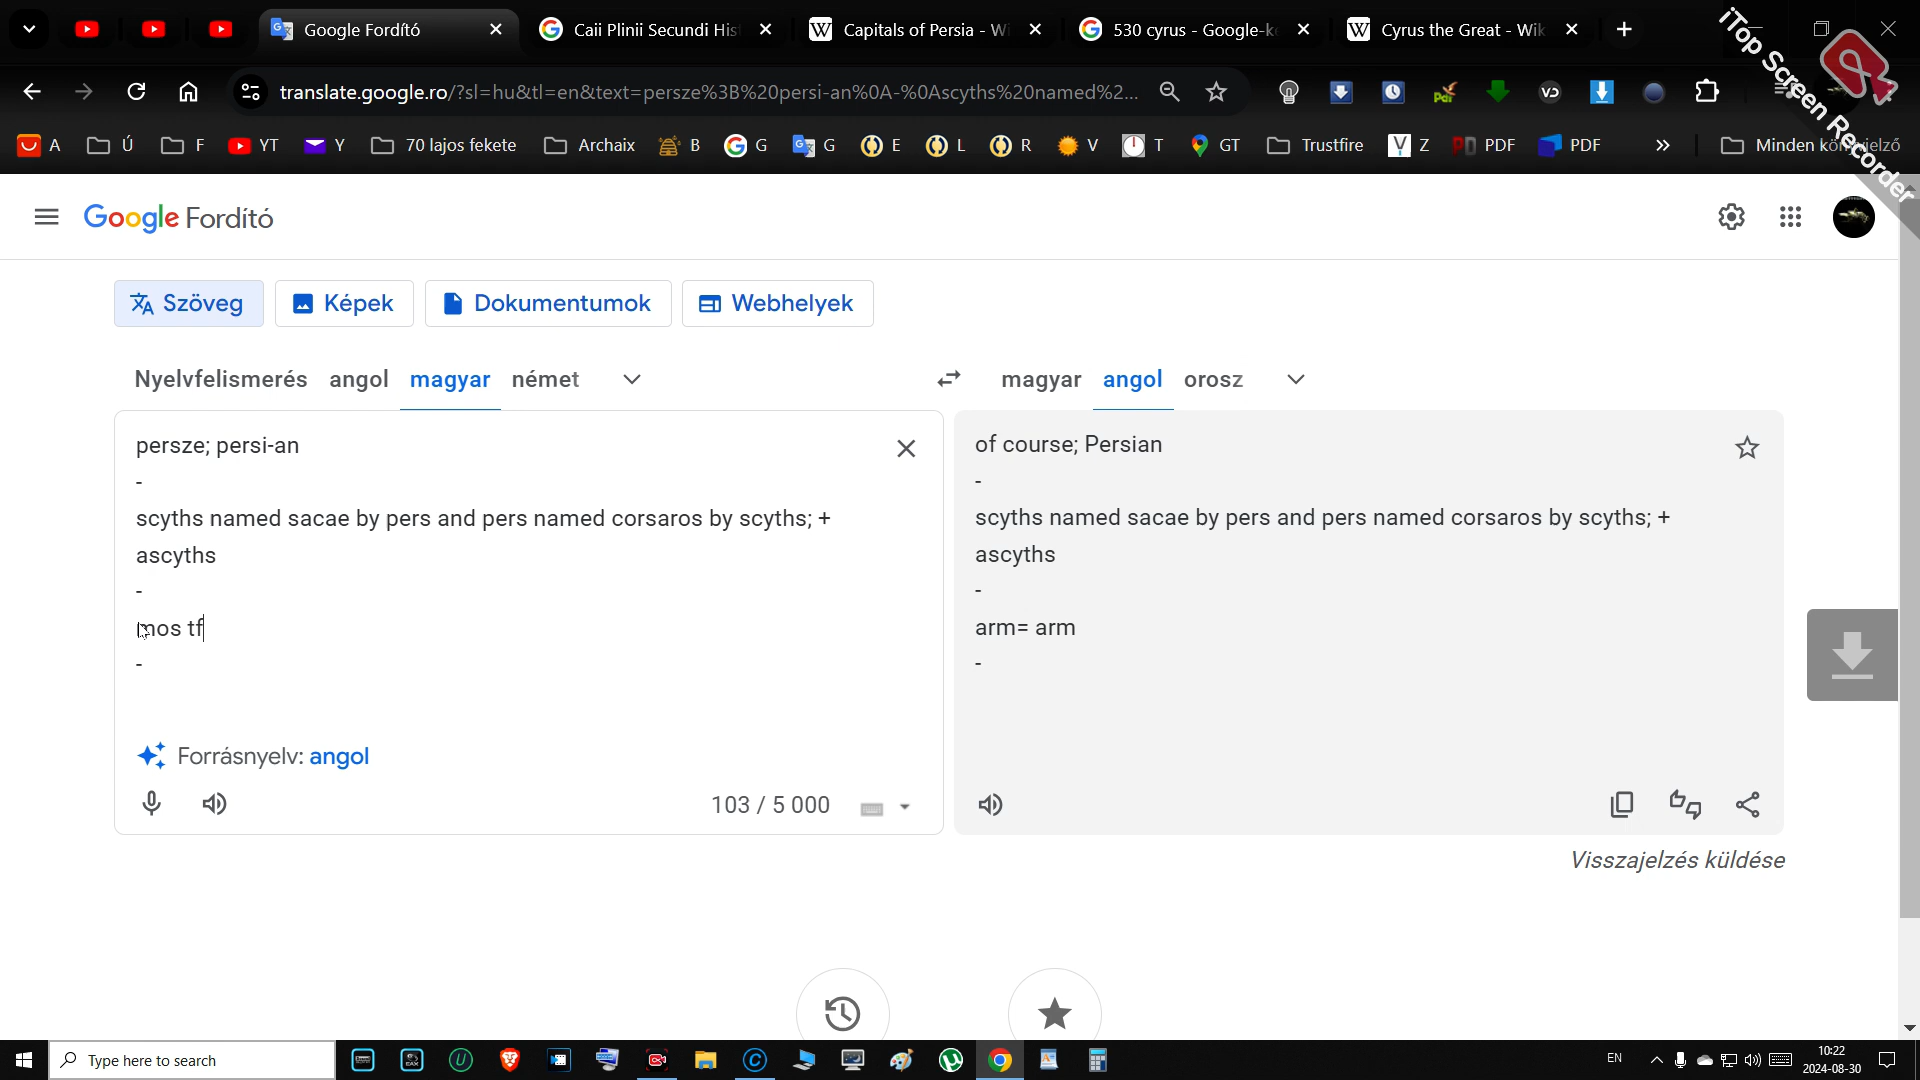 Google Fordító
Caii Plinii Secundi His
Capitals of Persia - W
530 cyrus - Google-k
Cyrus the Great - Wik
iTop Screen Recorder
translate.google.ro/?sl=hu&tl=en&text=persze%3B%20persi-an%0A-%0Ascyths%20named%2...
A
Ú
F
YT
Y
70 lajos fekete
Archaix
B
G
G
E
L
R
V
T
GT
Trustfire
Z
PDF
PDF
»
Minden
Google Fordító
Szöveg
Képek
Dokumentumok
Webhelyek
Nyelvfelismerés angol magyar német
magyar angol orosz
persze; persi-an
-
scyths named sacae by pers and pers named corsaros by scyths; +
ascyths
-
mos tf
-
Forrásnyelv: angol
103 / 5 000
of course; Persian
-
scyths named sacae by pers and pers named corsaros by scyths; +
ascyths
-
arm= arm
-
Visszajelzés küldése
Type here to search
EN
10:22
2024-08-30